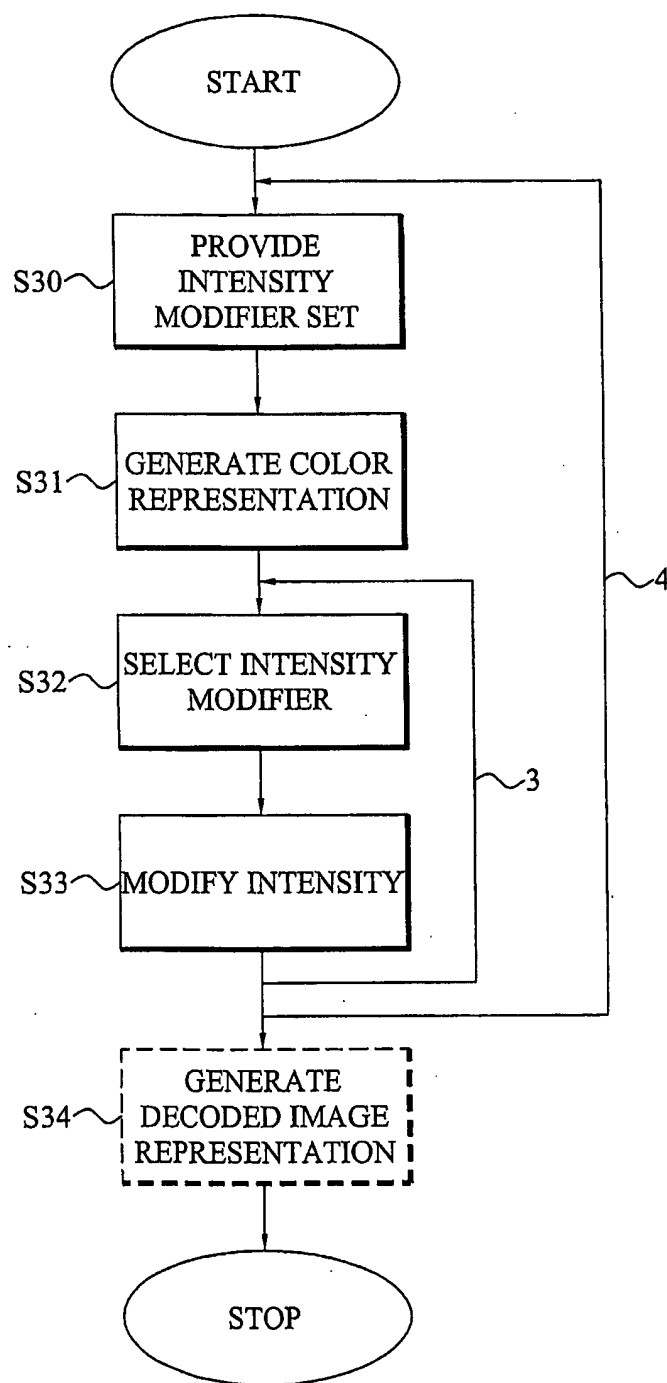 START
PROVIDE
INTENSITY
MODIFIER SET
S30
GENERATE COLOR
REPRESENTATION
S31
4
SELECT INTENSITY
MODIFIER
S32
3
MODIFY INTENSITY
S33
GENERATE
DECODED IMAGE
REPRESENTATION
S34
STOP